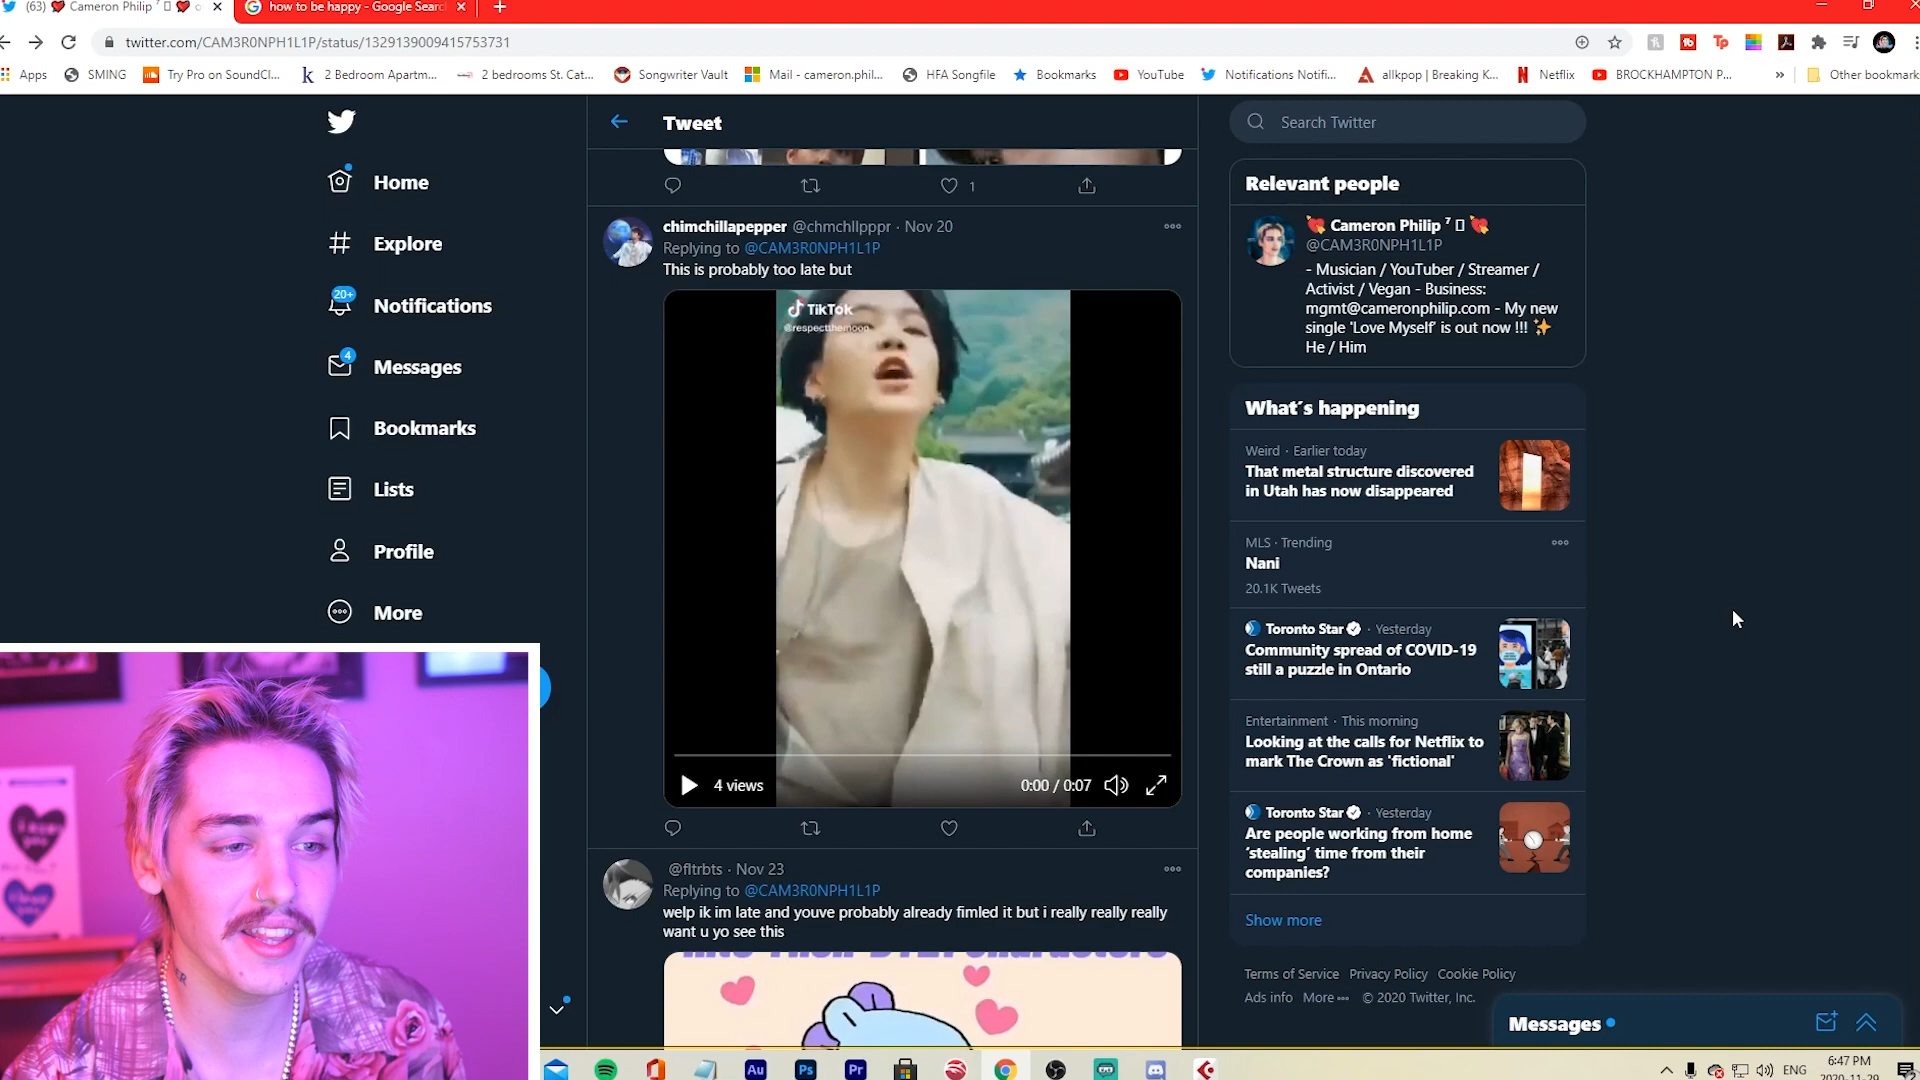 (63) ❤️ Cameron Philip ⁷
how to be happy - Google Searc
twitter.com/CAM3R0NPH1L1P/status/1329139009415753731
Apps
SMING
Try Pro on SoundCl...
2 Bedroom Apartm...
2 bedrooms St. Cat...
Songwriter Vault
Mail - cameron.phil...
HFA Songfile
Bookmarks
YouTube
Notifications Notifi...
allkpop | Breaking K...
Netflix
BROCKHAMPTON P...
»
Other bookmark
Home
Explore
20+
Notifications
4
Messages
Bookmarks
Lists
Profile
More
Tweet
1
chimchillapepper @chmchllpppr · Nov 20
Replying to @CAM3R0NPH1L1P
This is probably too late but
TikTok
@respectthemoon
4 views
0:00 / 0:07
@fltrbts · Nov 23
Replying to @CAM3R0NPH1L1P
welp ik im late and youve probably already fimled it but i really really really
want u yo see this
Search Twitter
Relevant people
💘 Cameron Philip ⁷ 💘
@CAM3R0NPH1L1P
- Musician / YouTuber / Streamer /
Activist / Vegan - Business:
mgmt@cameronphilip.com - My new
single 'Love Myself' is out now !!! ✨
He / Him
What's happening
Weird · Earlier today
That metal structure discovered
in Utah has now disappeared
MLS · Trending
Nani
20.1K Tweets
Toronto Star · Yesterday
Community spread of COVID-19
still a puzzle in Ontario
Entertainment · This morning
Looking at the calls for Netflix to
mark The Crown as 'fictional'
Toronto Star · Yesterday
Are people working from home
'stealing' time from their
companies?
Show more
Terms of Service Privacy Policy Cookie Policy
Ads info More © 2020 Twitter, Inc.
Messages
Au
Ps
Pr
ENG
6:47 PM
2020-11-29